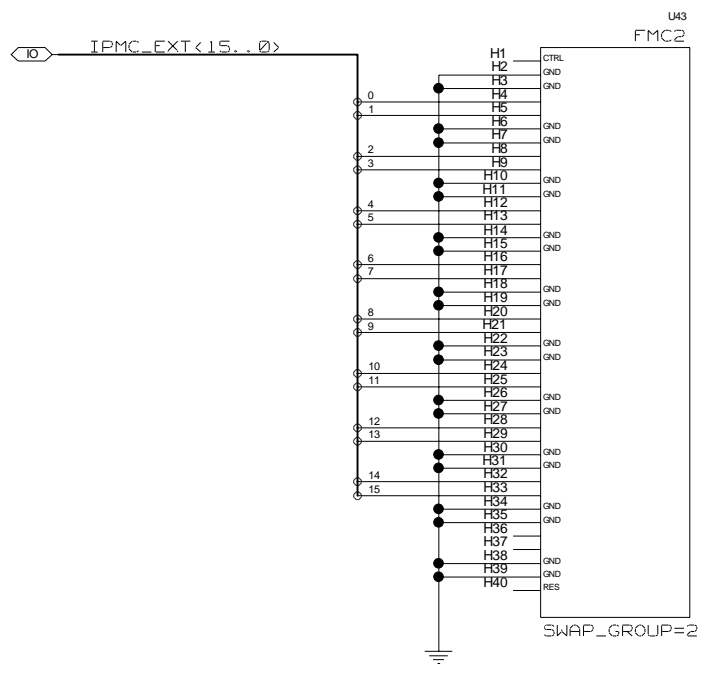 U43
FMC2
IO
IPMC_EXT<15..0>
H1 CTRL
H2 GND
H3 GND
0 H4
1 H5
H6 GND
H7 GND
2 H8
3 H9
H10 GND
H11 GND
4 H12
5 H13
H14 GND
H15 GND
6 H16
7 H17
H18 GND
H19 GND
8 H20
9 H21
H22 GND
H23 GND
10 H24
11 H25
H26 GND
H27 GND
12 H28
13 H29
H30 GND
H31 GND
14 H32
15 H33
H34 GND
H35 GND
H36
H37
H38 GND
H39 GND
H40 RES
SWAP_GROUP=2